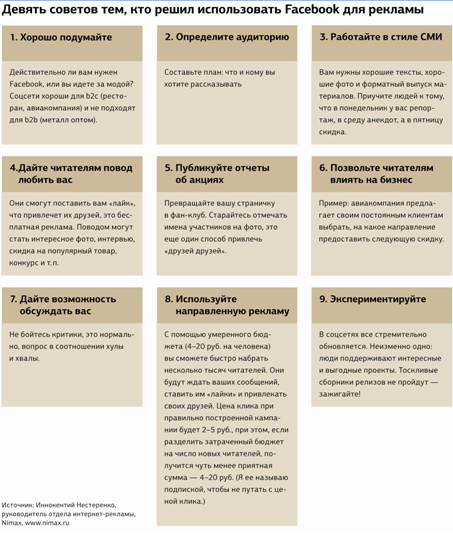 Девять советов тем, кто решил использовать Facebook для рекламы
1. Хорошо подумайте
Действительно ли вам нужен
Facebook, или вы идете за модой?
Соцсети хороши для b2c (ресто-
ран, авиакомпания) и не подходят
для b2b (металл оптом).
2. Определите аудиторию
Составьте план: что и кому вы
хотите рассказывать
3. Работайте в стиле СМИ
Вам нужны хорошие тексты, хоро-
шие фото и форматный выпуск ма-
териалов. Приучите людей к тому,
что в понедельник у вас репор-
таж, в среду анекдот, а в пятницу
скидка.
4.Дайте читателям повод
любить вас
Они смогут поставить вам «лайк»,
что привлечет их друзей, это бес-
платная реклама. Поводом могут
стать интересное фото, интервью,
скидка на популярный товар,
конкурс и т.п.
5. Публикуйте отчеты
об акциях
Превращайте вашу страничку
в фан-клуб. Старайтесь отмечать
имена участников на фото, это
еще один способ привлечь
«друзей друзей».
6. Позвольте читателям
влиять на бизнес
Пример: авиакомпания предла-
гает своим постоянным клиентам
выбрать, на какое направление
предоставить следующую скидку.
7. Дайте возможность
обсуждать вас
Не бойтесь критики, это нормаль-
но, вопрос в соотношении хулы
и хвалы.
8. Используйте
направленную рекламу
С помощью умеренного бюд-
жета (4–20 руб. на человека)
вы сможете быстро набрать
несколько тысяч читателей. Они
будут ждать ваших сообщений,
ставить им «лайки» и привлекать
своих друзей. Цена клика при
правильно построенной кампа-
нии будет 2–5 руб., при этом, если
разделить затраченный бюджет
на число новых читателей, по-
лучится чуть менее приятная
сумма — 4–20 руб. (Я ее называю
подпиской, чтобы не путать с це-
ной клика.)
9. Экспериментируйте
В соцсетях все стремительно
обновляется. Неизменно одно:
люди поддерживают интересные
и выгодные проекты. Тоскливые
сборники релизов не пройдут —
зажигайте!
Источник: Иннокентий Нестеренко,
руководитель отдела интернет-рекламы,
Nimax, www.nimax.ru